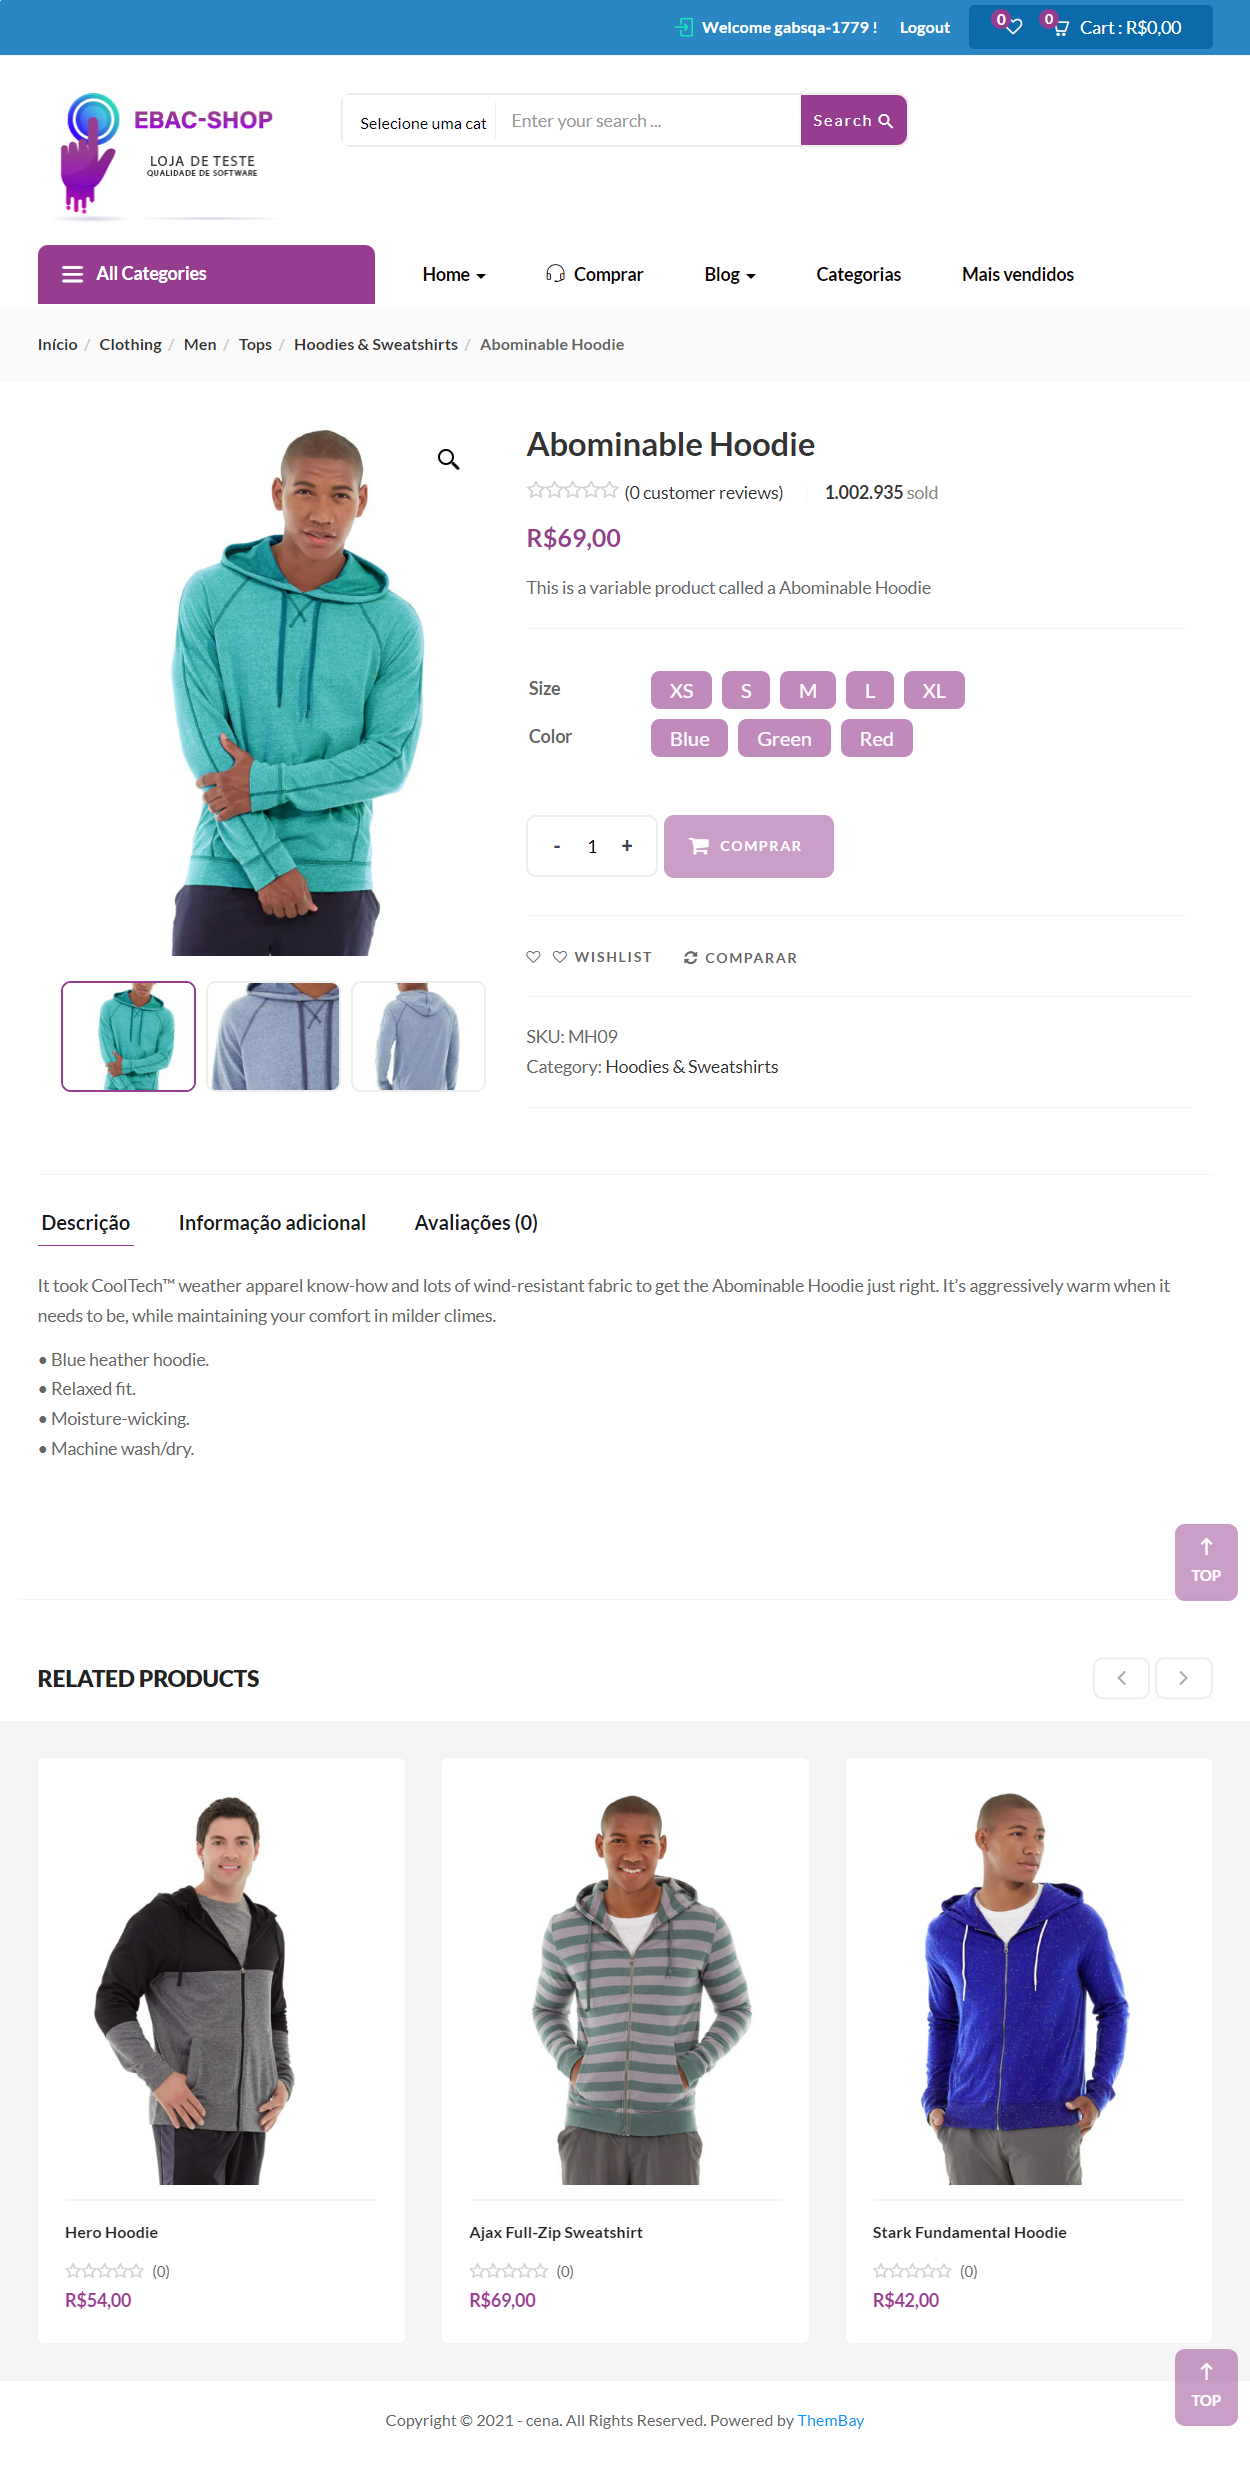 Welcome gabsqa-1779 ! Logout 0 0 Cart : R$0,00
EBAC-SHOP
LOJA DE TESTE
QUALIDADE DE SOFTWARE
Selecione uma cat Enter your search ... Search
All Categories Home Comprar Blog Categorias Mais vendidos
Início / Clothing / Men / Tops / Hoodies & Sweatshirts / Abominable Hoodie
Abominable Hoodie
(0 customer reviews) 1.002.935 sold
R$69,00
This is a variable product called a Abominable Hoodie
Size XS S M L XL
Color Blue Green Red
- 1 + COMPRAR
WISHLIST COMPARAR
SKU: MH09
Category: Hoodies & Sweatshirts
Descrição Informação adicional Avaliações (0)
It took CoolTech™ weather apparel know-how and lots of wind-resistant fabric to get the Abominable Hoodie just right. It’s aggressively warm when it
needs to be, while maintaining your comfort in milder climes.
• Blue heather hoodie.
• Relaxed fit.
• Moisture-wicking.
• Machine wash/dry.
TOP
RELATED PRODUCTS
Hero Hoodie
(0)
R$54,00
Ajax Full-Zip Sweatshirt
(0)
R$69,00
Stark Fundamental Hoodie
(0)
R$42,00
TOP
Copyright © 2021 - cena. All Rights Reserved. Powered by ThemBay